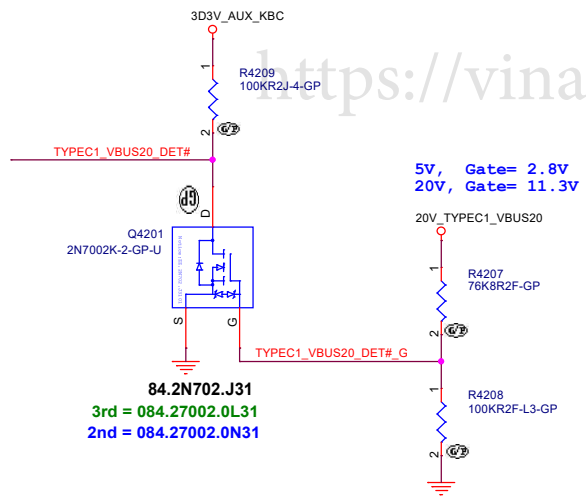 3D3V_AUX_KBC
https://vina
1
R4209
100KR2J-4-GP
2
G/P
TYPEC1_VBUS20_DET#
5V, Gate= 2.8V
20V, Gate= 11.3V
GP
D
20V_TYPEC1_VBUS20
Q4201
2N7002K-2-GP-U
1
R4207
76K8R2F-GP
S
G
2
G/P
TYPEC1_VBUS20_DET#_G
84.2N702.J31
1
R4208
100KR2F-L3-GP
3rd = 084.27002.0L31
2nd = 084.27002.0N31
2
G/P